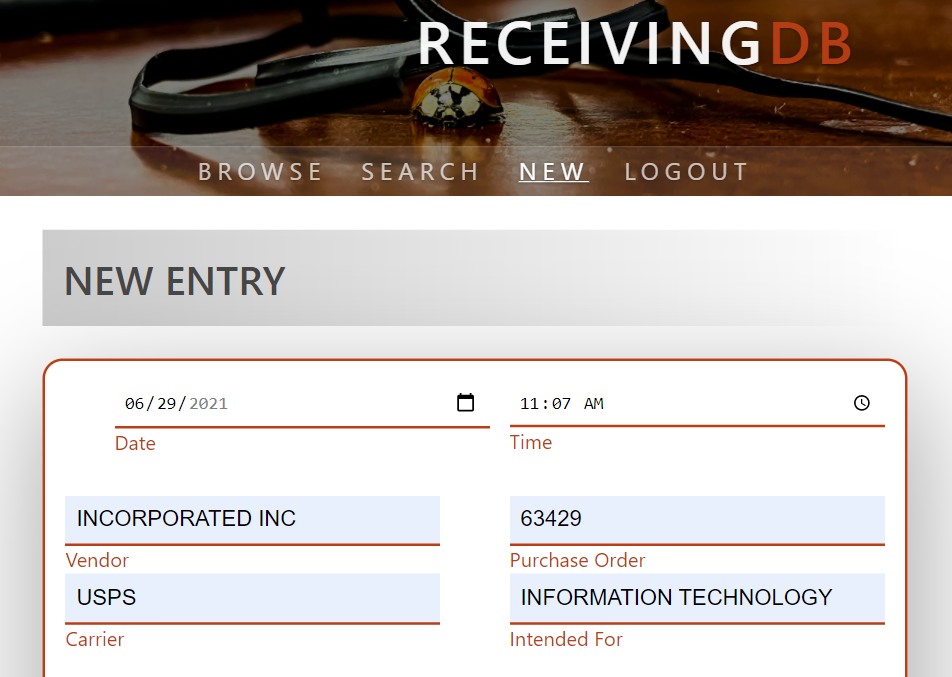 RECEIVINGDB
BROWSE SEARCH NEW LOGOUT
NEW ENTRY
06/29/2021 11:07 AM
Date Time
INCORPORATED INC 63429
Vendor Purchase Order
USPS INFORMATION TECHNOLOGY
Carrier Intended For